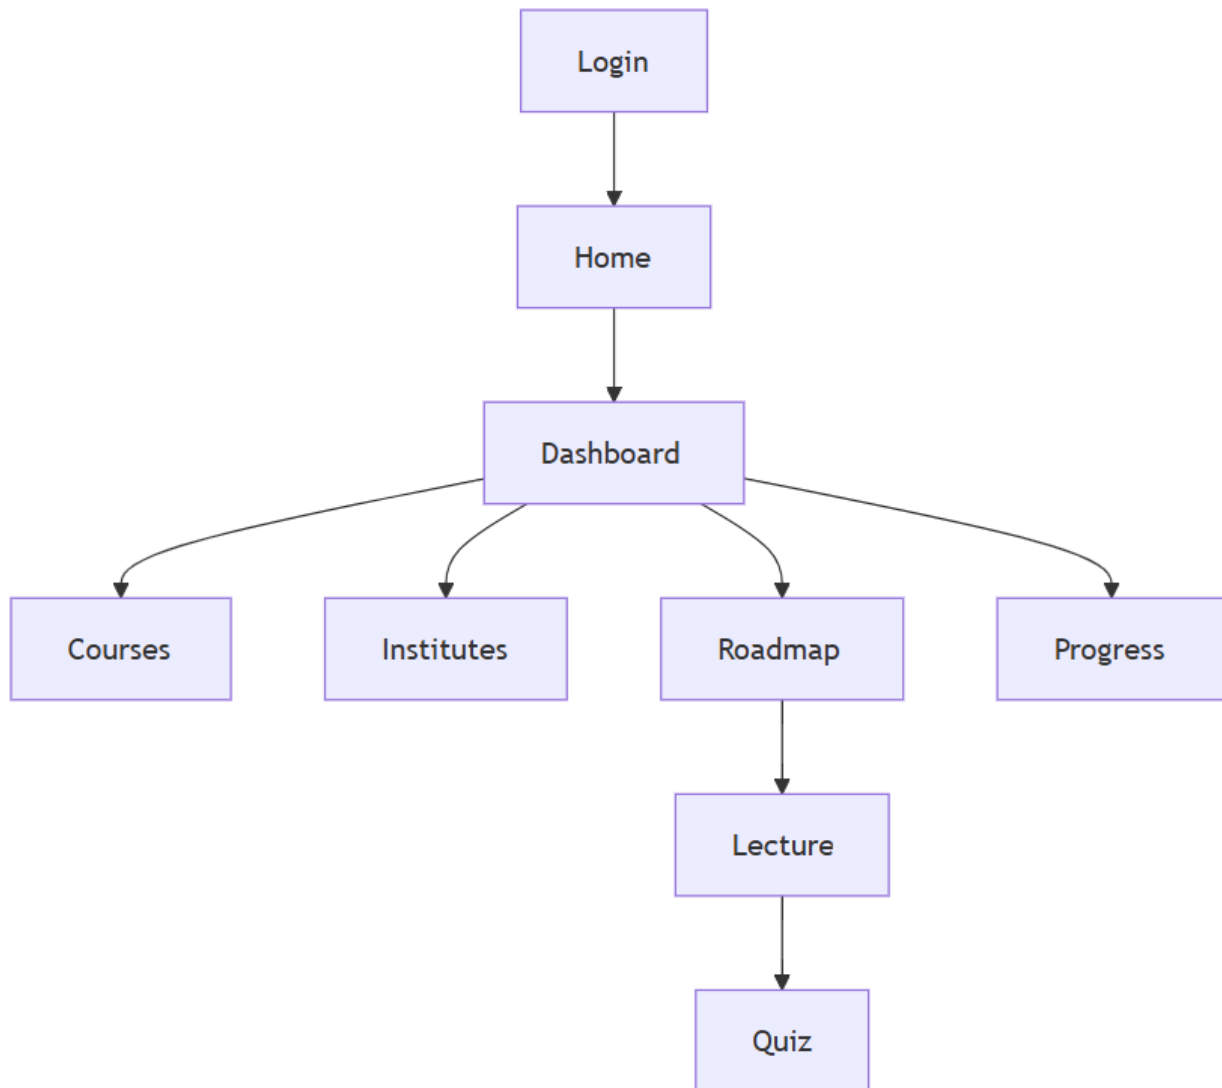 Login
Home
Dashboard
Courses
Institutes
Roadmap
Progress
Lecture
Quiz